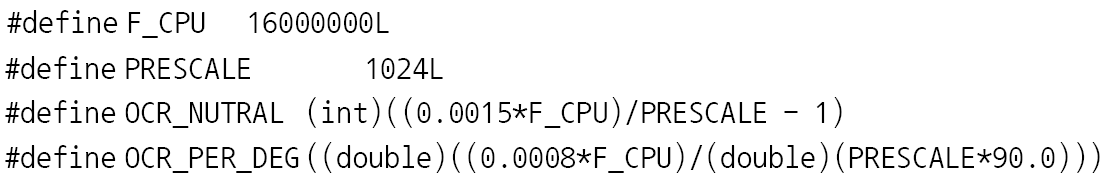 #define F_CPU 16000000L
#define PRESCALE 1024L
#define OCR_NUTRAL (int)((0.0015*F_CPU)/PRESCALE - 1)
#define OCR_PER_DEG((double)((0.0008*F_CPU)/(double)(PRESCALE*90.0)))